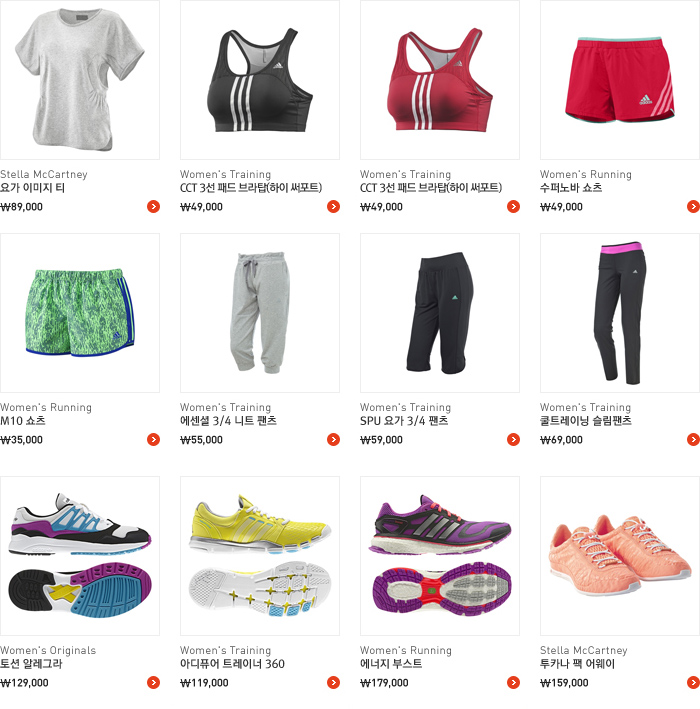 Stella McCartney
요가 이미지 티
₩89,000
Women's Training
CCT 3선 패드 브라탑(하이 써포트)
₩49,000
Women's Training
CCT 3선 패드 브라탑(하이 써포트)
₩49,000
Women's Running
수퍼노바 쇼츠
₩49,000
Women's Running
M10 쇼츠
₩35,000
Women's Training
에센셜 3/4 니트 팬츠
₩55,000
Women's Training
SPU 요가 3/4 팬츠
₩59,000
Women's Training
쿨트레이닝 슬림팬츠
₩69,000
Women's Originals
토션 알레그라
₩129,000
Women's Training
아디퓨어 트레이너 360
₩119,000
Women's Running
에너지 부스트
₩179,000
Stella McCartney
투카나 팩 어웨이
₩159,000